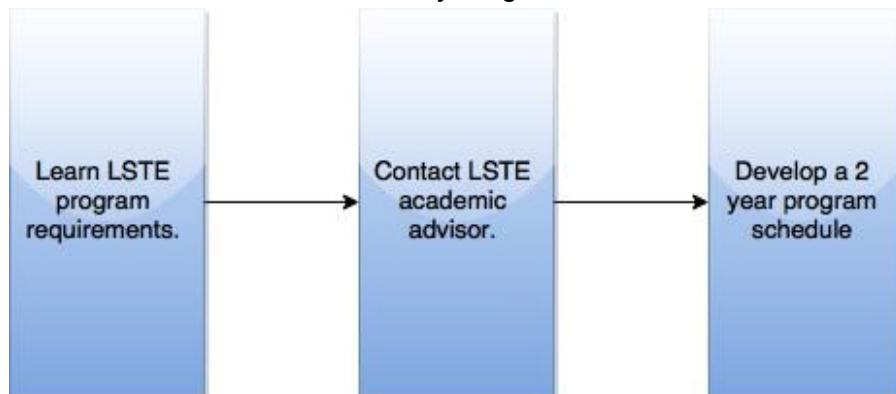 Learn LSTE
program
requirements.
Contact LSTE
academic
advisor.
Develop a 2
year program
schedule